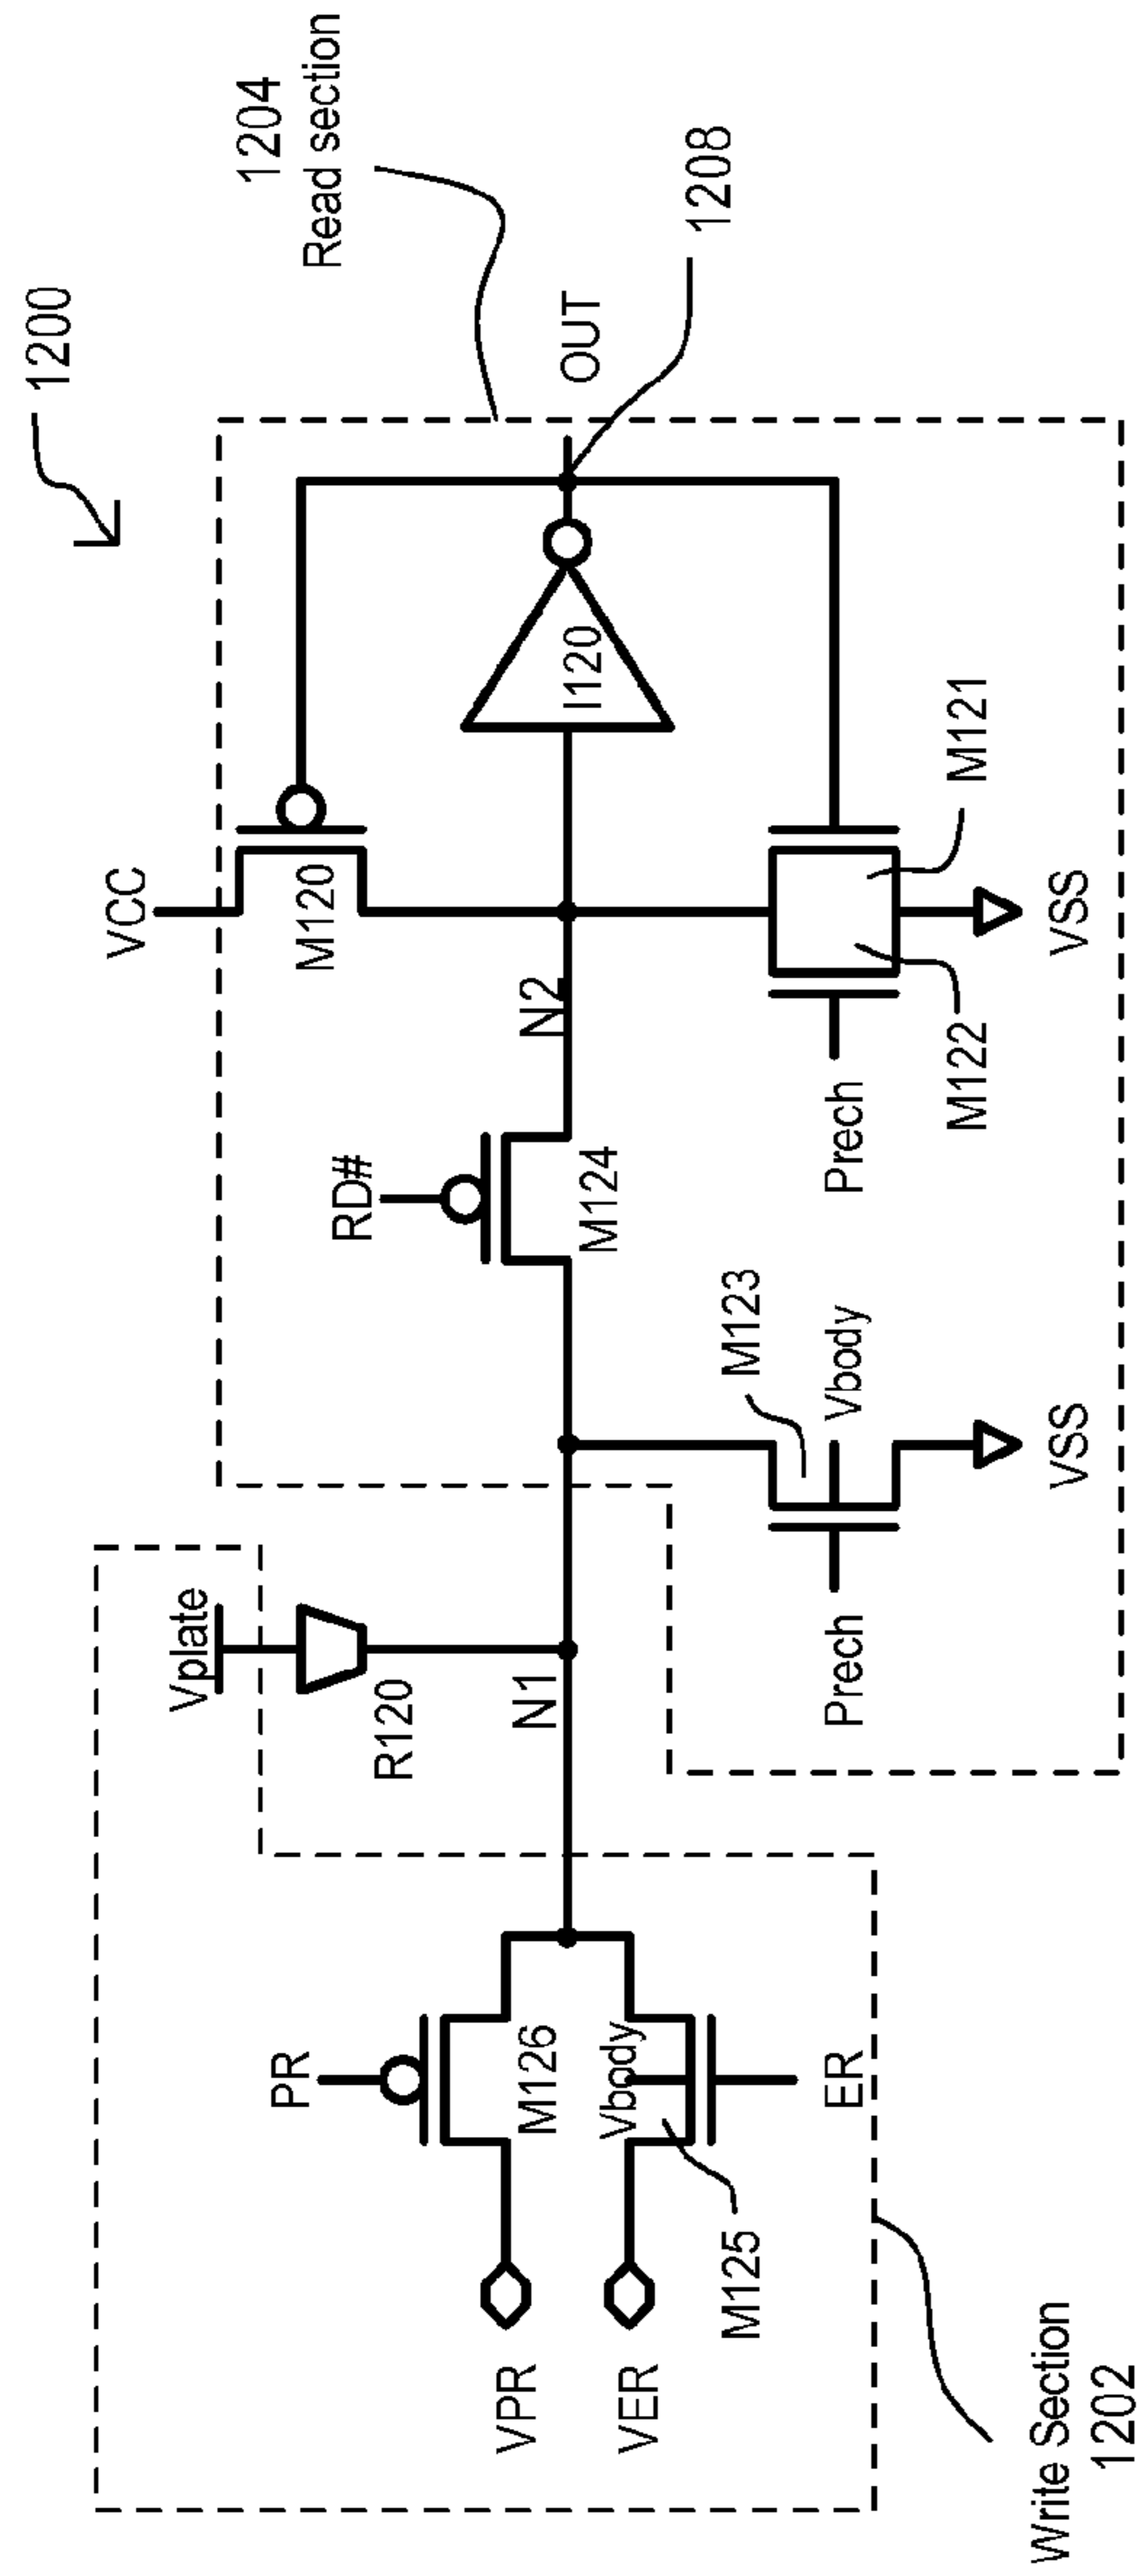 1200
1204
Read section
VCC
OUT
1208
Vplate
RD#
M120
R120
N1
N2
I120
PR
M126
M124
VPR
VER
Vbody
M125
ER
M123
Vbody
Prech
VSS
Prech
M122
M121
VSS
Write Section
1202